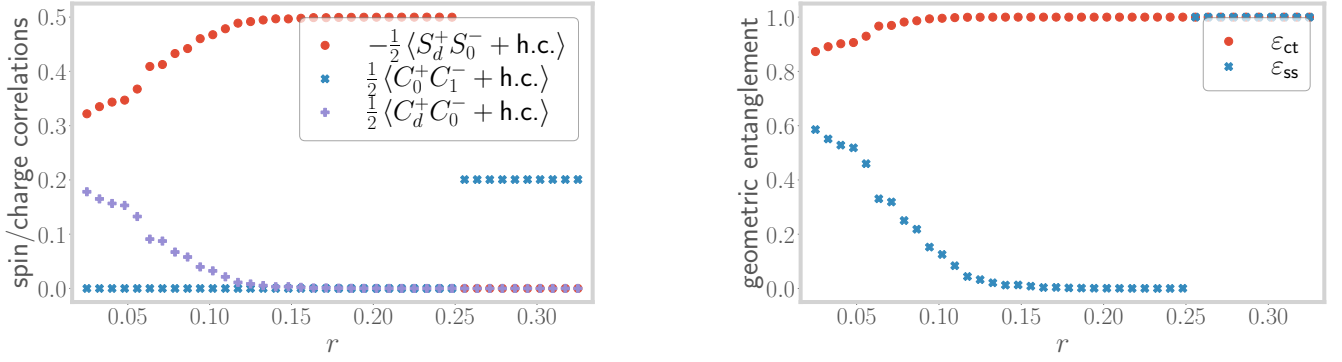 spin/charge correlations
0.5
0.4
0.3
0.2
0.1
0.0
−½⟨S_d^+ S_0^- + h.c.⟩
½⟨C_0^+ C_1^- + h.c.⟩
½⟨C_d^+ C_0^- + h.c.⟩
0.05 0.10 0.15 0.20 0.25 0.30
r
geometric entanglement
1.0
0.8
0.6
0.4
0.2
0.0
ε_ct
ε_ss
0.05 0.10 0.15 0.20 0.25 0.30
r